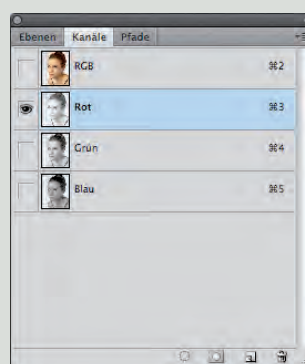 Ebenen Kanäle Pfade
RGB ⌘2
Rot ⌘3
Grün ⌘4
Blau ⌘5